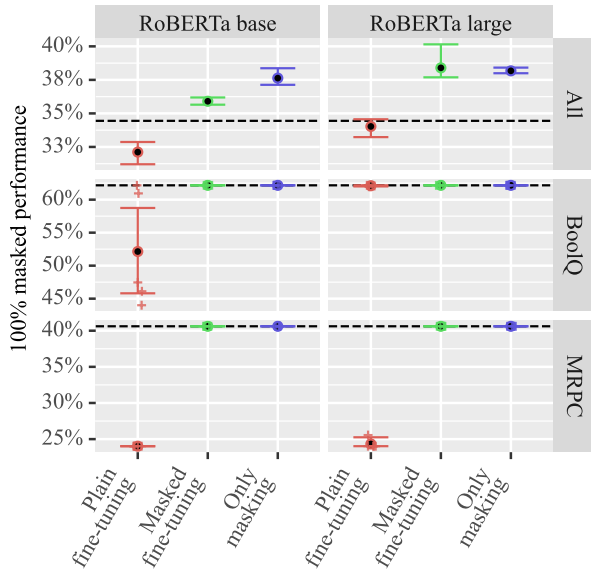 RoBERTa base
RoBERTa large
100% masked performance
40%
38%
35%
33%
All
60%
55%
50%
45%
BoolQ
40%
35%
30%
25%
MRPC
Plain
fine-tuning
Masked
fine-tuning
Only
masking
Plain
fine-tuning
Masked
fine-tuning
Only
masking